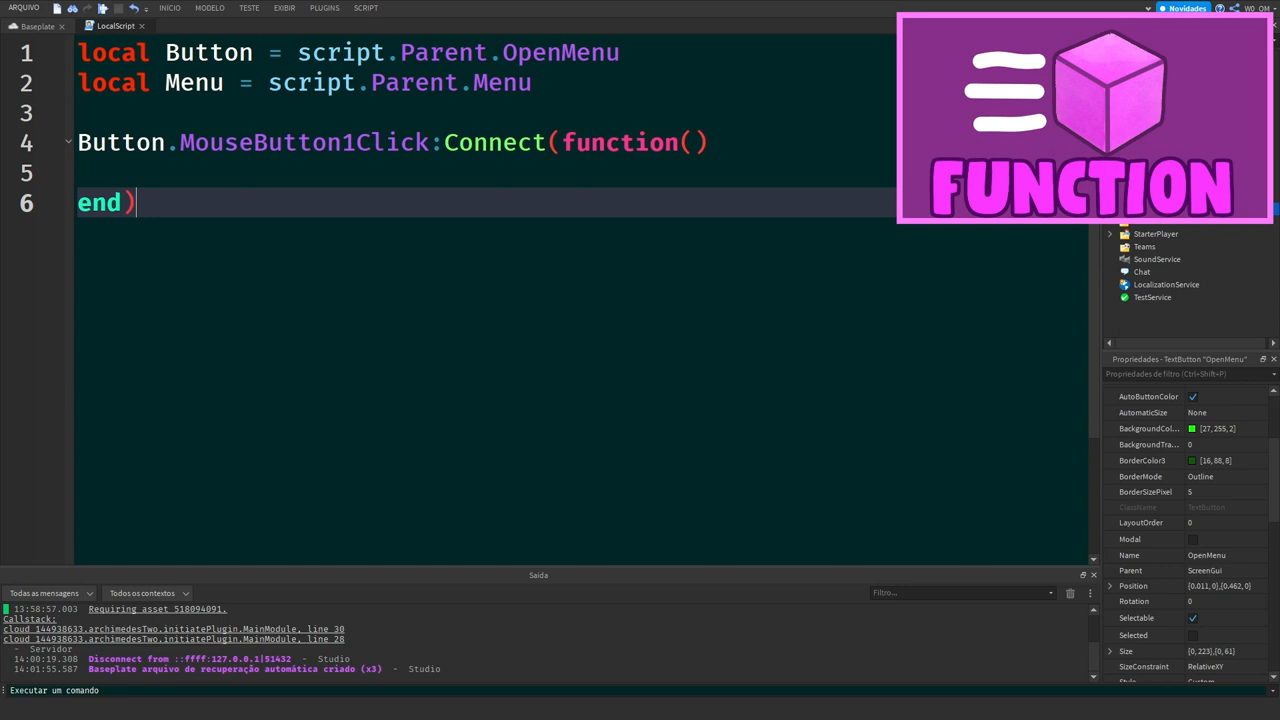 ARQUIVO INÍCIO MODELO TESTE EXIBIR PLUGINS SCRIPT Novidades W0_OM
Baseplate LocalScript
1 local Button = script.Parent.OpenMenu
2 local Menu = script.Parent.Menu
3
4 Button.MouseButton1Click:Connect(function()
5
6 end)
FUNCTION
StarterPlayer
Teams
SoundService
Chat
LocalizationService
TestService
Propriedades - TextButton "OpenMenu"
Propriedades de filtro (Ctrl+Shift+P)
AutoButtonColor
AutomaticSize None
BackgroundCol... [27, 255, 2]
BackgroundTra... 0
BorderColor3 [16, 88, 8]
BorderMode Outline
BorderSizePixel 5
ClassName TextButton
LayoutOrder 0
Modal
Name OpenMenu
Parent ScreenGui
Position {0.011, 0},{0.462, 0}
Rotation 0
Selectable
Selected
Size {0, 223},{0, 61}
SizeConstraint RelativeXY
Style Custom
Saída
Todas as mensagens Todos os contextos Filtro...
13:58:57.003 Requiring asset 518094091.
Callstack:
cloud_144938633.archimedesTwo.initiatePlugin.MainModule, line 30
cloud_144938633.archimedesTwo.initiatePlugin.MainModule, line 28
- Servidor
14:00:19.308 Disconnect from ::ffff:127.0.0.1|51432 - Studio
14:01:55.587 Baseplate arquivo de recuperação automática criado (x3) - Studio
Executar um comando